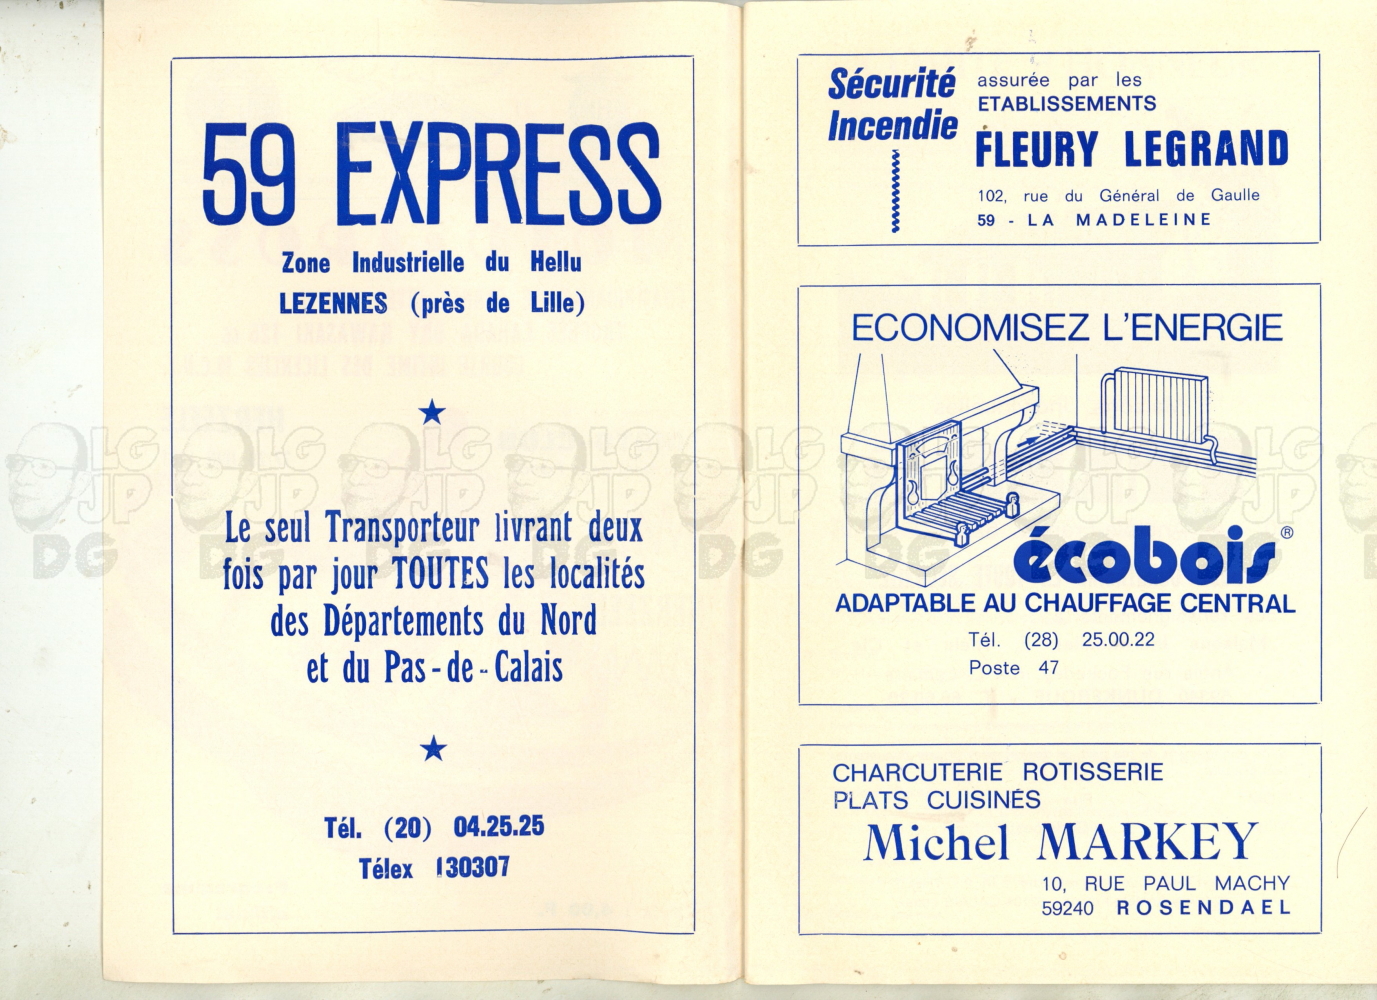 59 EXPRESS
Zone Industrielle du Hellu
LEZENNES (près de Lille)
Le seul Transporteur livrant deux
fois par jour TOUTES les localités
des Départements du Nord
et du Pas-de-Calais
Tél. (20) 04.25.25
Télex 130307
Sécurité
Incendie
assurée par les
ETABLISSEMENTS
FLEURY LEGRAND
102, rue du Général de Gaulle
59 - LA MADELEINE
ECONOMISEZ L'ENERGIE
écobois ®
ADAPTABLE AU CHAUFFAGE CENTRAL
Tél. (28) 25.00.22
Poste 47
CHARCUTERIE ROTISSERIE
PLATS CUISINÉS
Michel MARKEY
10, RUE PAUL MACHY
59240 ROSENDAEL
LG
JP
DG